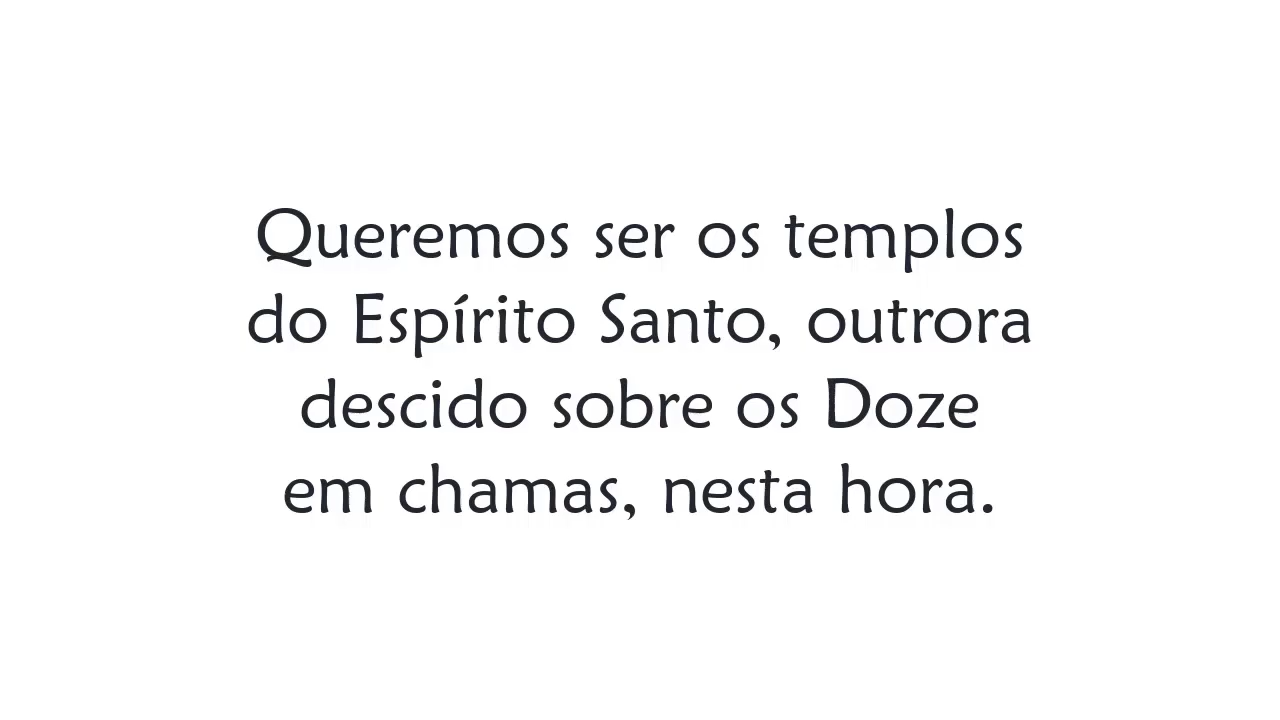 Queremos ser os templos
do Espírito Santo, outrora
descido sobre os Doze
em chamas, nesta hora.